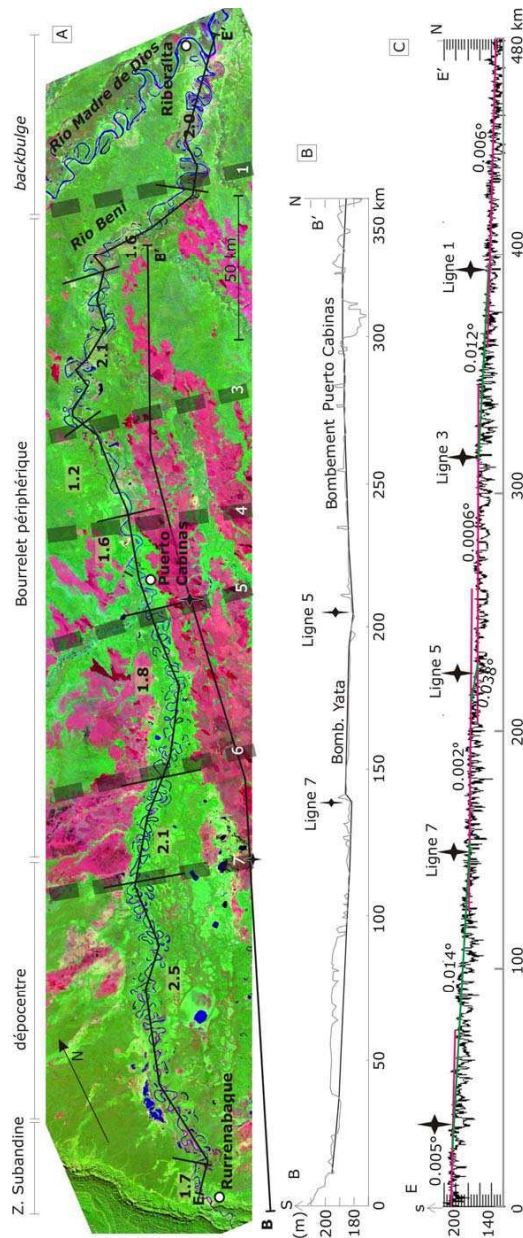 Z. Subandine
dépocentre
Bourrelet périphérique
backbulge
A
N
Rio Madre de Dios
Riberalta
E'
2.0
1
Rio Beni
1.6
B'
50 km
2.1
3
1.2
4
1.6
Puerto Cabinas
5
1.8
6
2.1
7
2.5
1.7
E
Rurrenabaque
B
B
S
B
N
B'
(m)
200
180
Ligne 7
Bomb. Yata
Ligne 5
Bombement Puerto Cabinas
0
50
100
150
200
250
300
350 km
C
S
E
N
E'
200
140
200
180
160
140
0.005°
0.014°
Ligne 7
0.002°
Ligne 5
0.038°
0.0006°
Ligne 3
0.012°
Ligne 1
0.006°
0
100
200
300
400
480 km